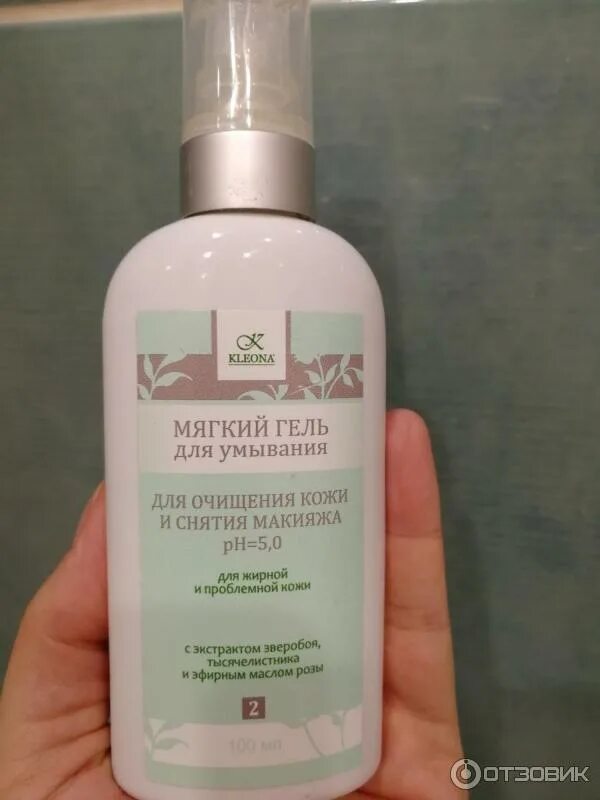 K
KLEONA®
МЯГКИЙ ГЕЛЬ
для умывания
ДЛЯ ОЧИЩЕНИЯ КОЖИ
И СНЯТИЯ МАКИЯЖА
рН=5,0
для жирной
и проблемной кожи
с экстрактом зверобоя,
тысячелистника
и эфирным маслом розы
2
100 мл
ОТЗОВИК